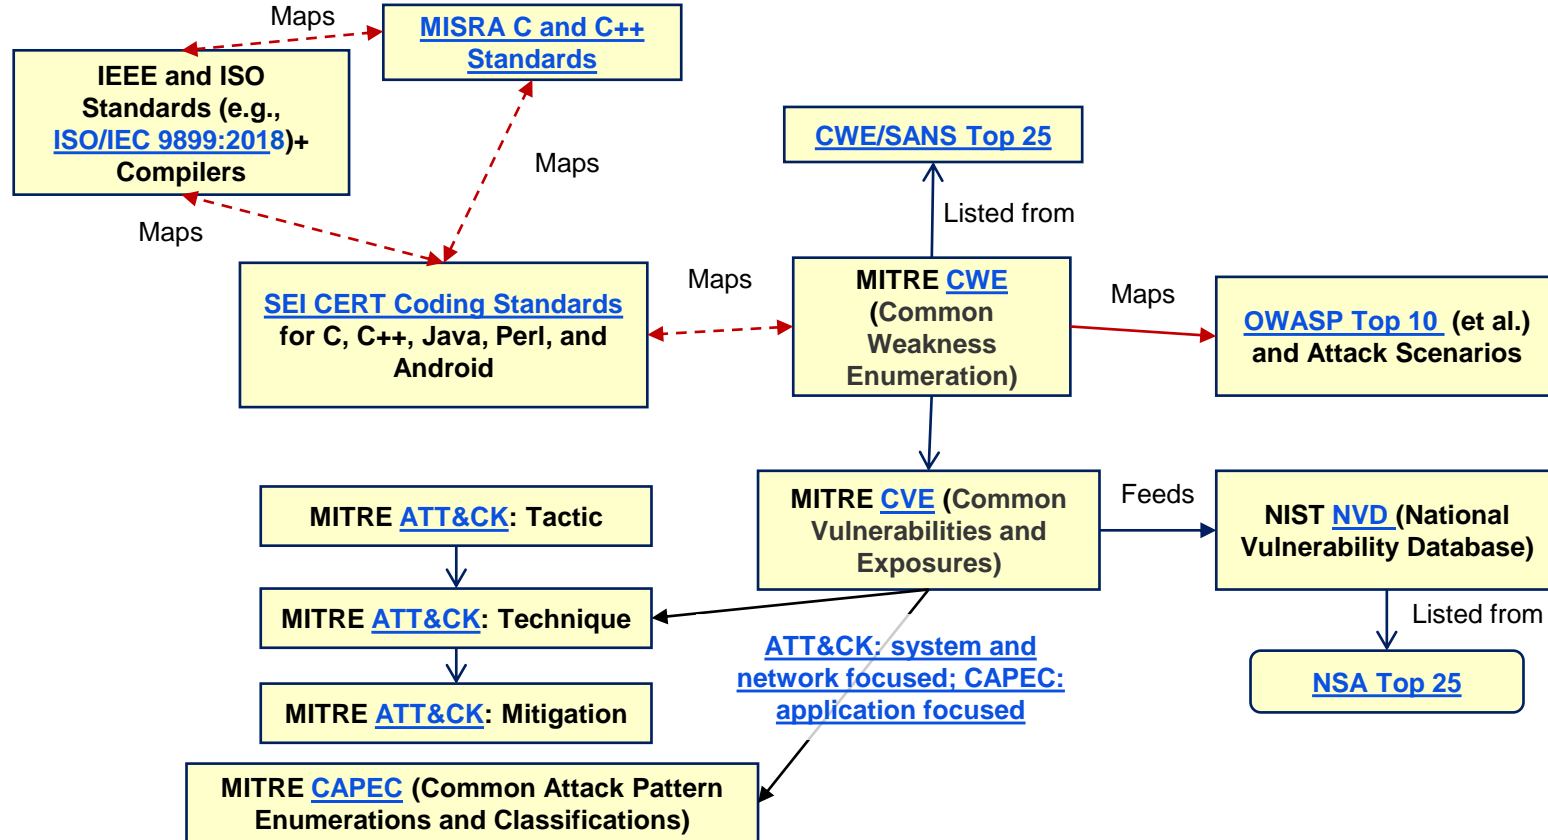 Maps
MISRA C and C++
Standards
IEEE and ISO
Standards (e.g.,
ISO/IEC 9899:2018)+
Compilers
Maps
Maps
CWE/SANS Top 25
Listed from
SEI CERT Coding Standards
for C, C++, Java, Perl, and
Android
Maps
MITRE CWE
(Common
Weakness
Enumeration)
Maps
OWASP Top 10 (et al.)
and Attack Scenarios
MITRE CVE (Common
Vulnerabilities and
Exposures)
Feeds
NIST NVD (National
Vulnerability Database)
Listed from
NSA Top 25
MITRE ATT&CK: Tactic
MITRE ATT&CK: Technique
MITRE ATT&CK: Mitigation
ATT&CK: system and
network focused; CAPEC:
application focused
MITRE CAPEC (Common Attack Pattern
Enumerations and Classifications)